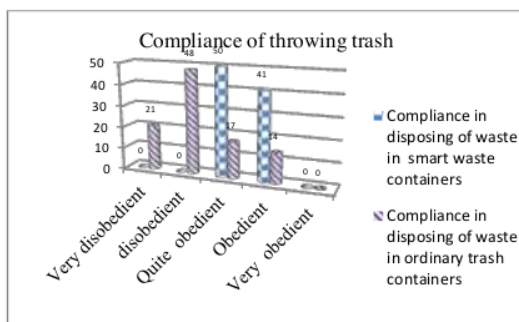 Compliance of throwing trash
50
40
30
20
10
0
0
21
0
48
50
17
41
14
0 0
Very disobedient
disobedient
Quite obedient
Obedient
Very obedient
Compliance in
disposing of waste
in smart waste
containers
Compliance in
disposing of waste
in ordinary trash
containers